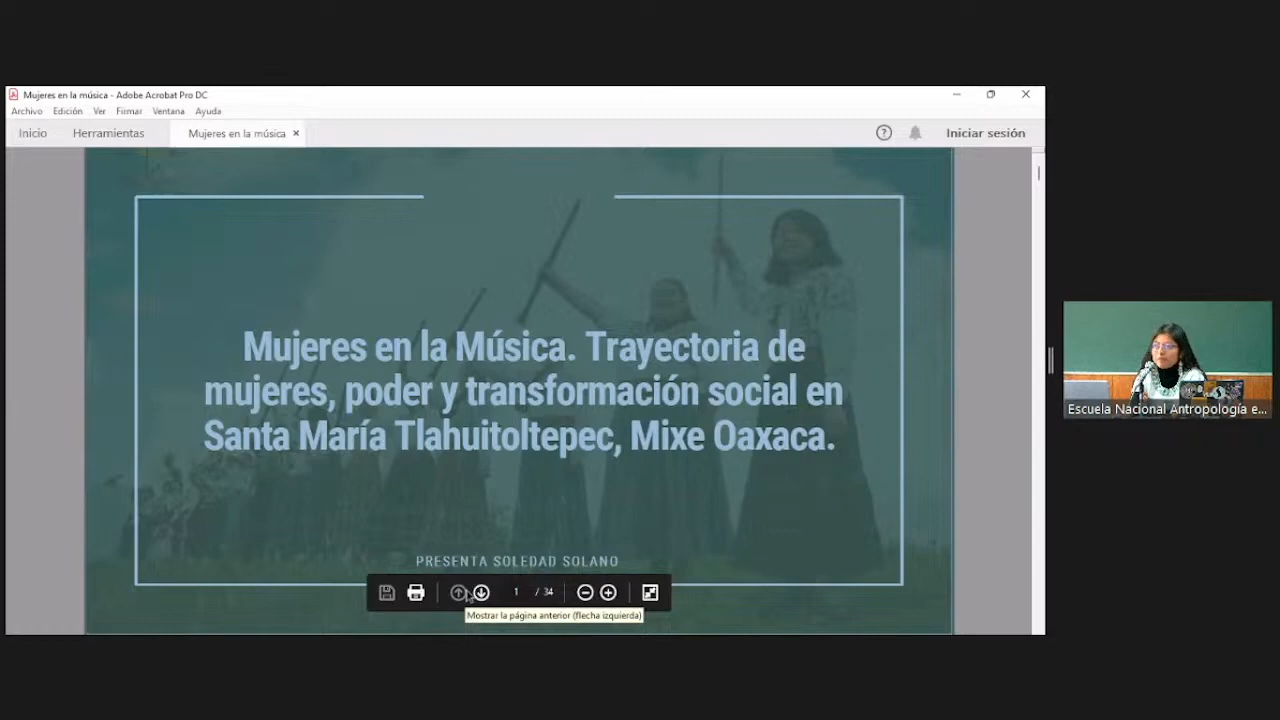 Mujeres en la música - Adobe Acrobat Pro DC
Archivo Edición Ver Firmar Ventana Ayuda
Inicio Herramientas Mujeres en la música × Iniciar sesión
Mujeres en la Música. Trayectoria de
mujeres, poder y transformación social en
Santa María Tlahuitoltepec, Mixe Oaxaca.
PRESENTA SOLEDAD SOLANO
1 / 34
Mostrar la página anterior (flecha izquierda)
Escuela Nacional Antropología e...